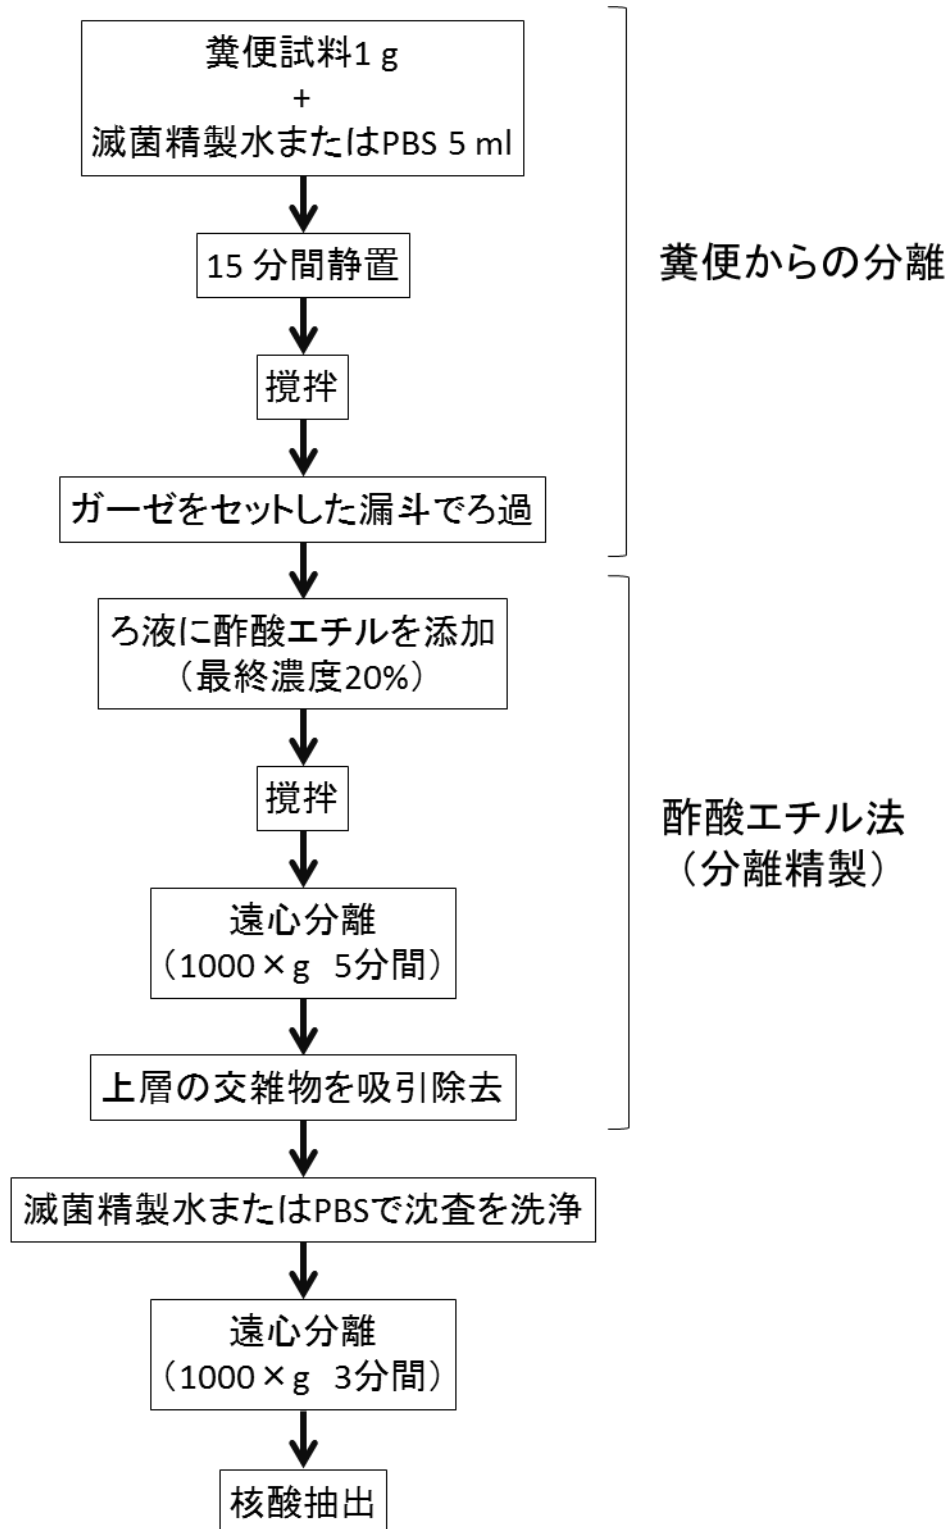 糞便試料1 g
+
滅菌精製水またはPBS 5 ml
15 分間静置
攪拌
ガーゼをセットした漏斗でろ過
糞便からの分離
ろ液に酢酸エチルを添加
（最終濃度20%）
攪拌
遠心分離
（1000×g 5分間）
上層の交雑物を吸引除去
酢酸エチル法
（分離精製）
滅菌精製水またはPBSで沈査を洗浄
遠心分離
（1000×g 3分間）
核酸抽出